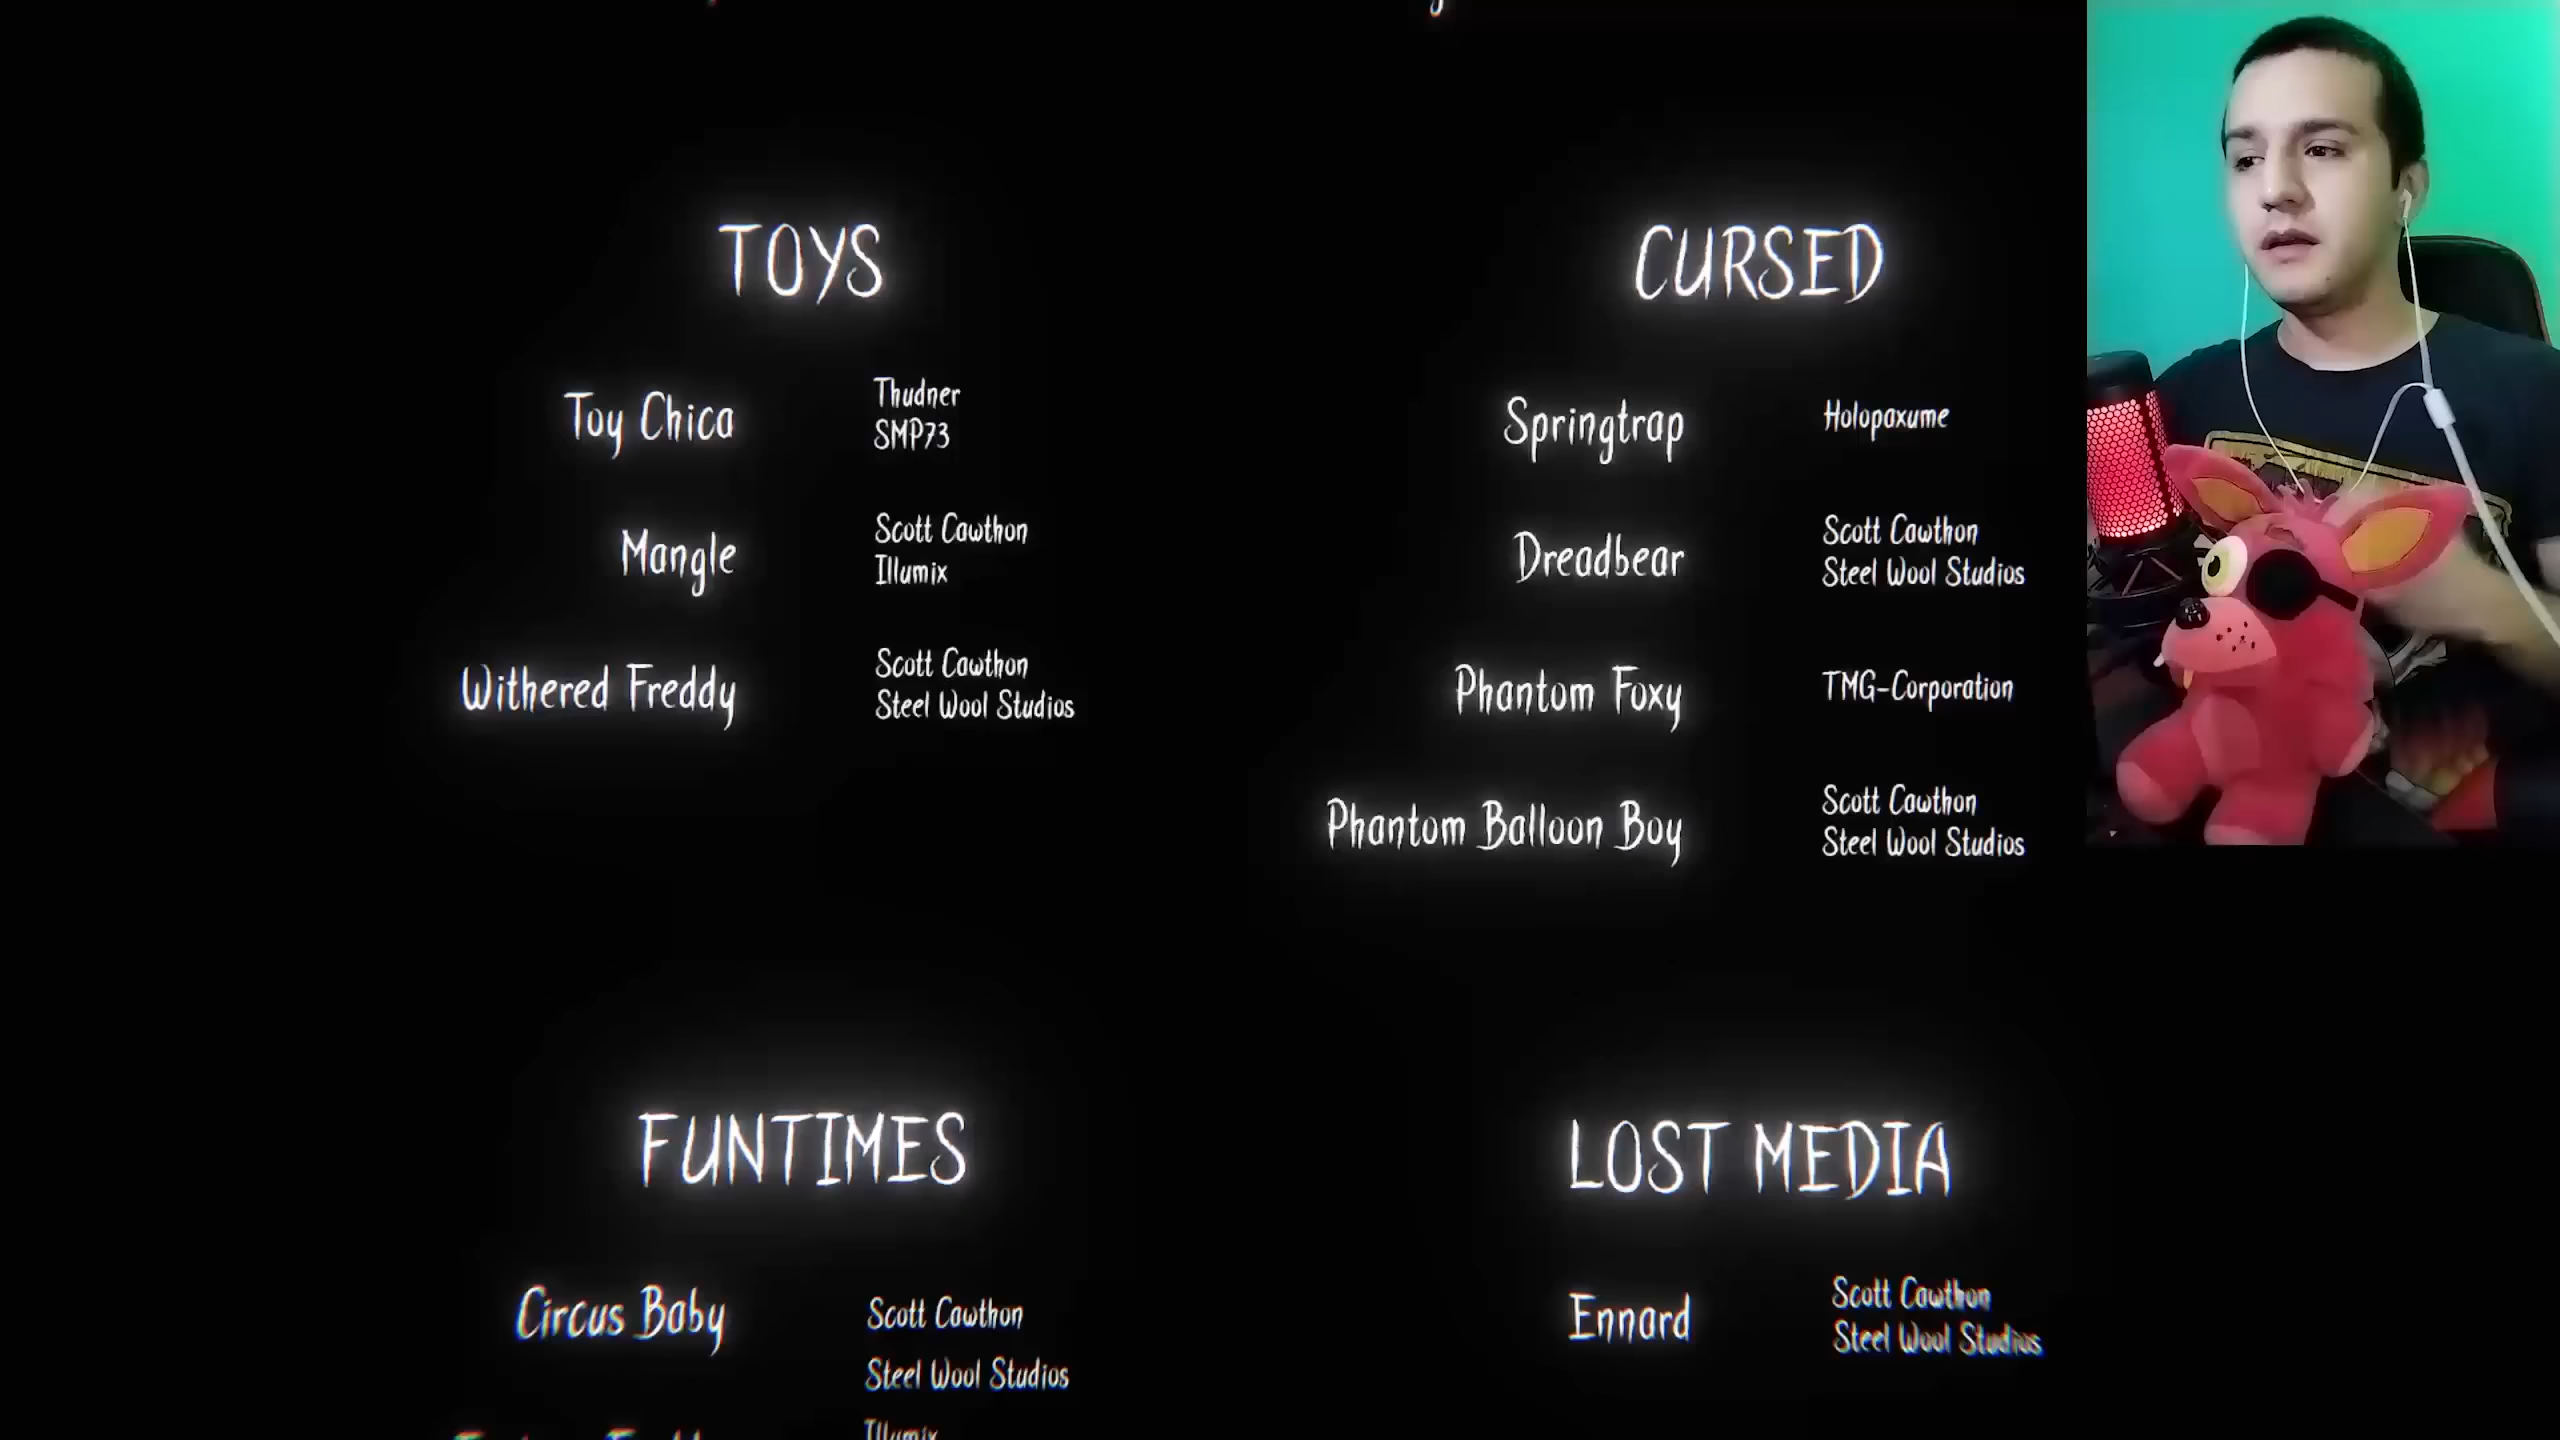 TOYS
Toy Chica
Thudner
SMP73
Mangle
Scott Cawthon
Illumix
Withered Freddy
Scott Cawthon
Steel Wool Studios
CURSED
Springtrap
Holopaxume
Dreadbear
Scott Cawthon
Steel Wool Studios
Phantom Foxy
TMG-Corporation
Phantom Balloon Boy
Scott Cawthon
Steel Wool Studios
FUNTIMES
Circus Baby
Scott Cawthon
Steel Wool Studios
Illumix
LOST MEDIA
Ennard
Scott Cawthon
Steel Wool Studios